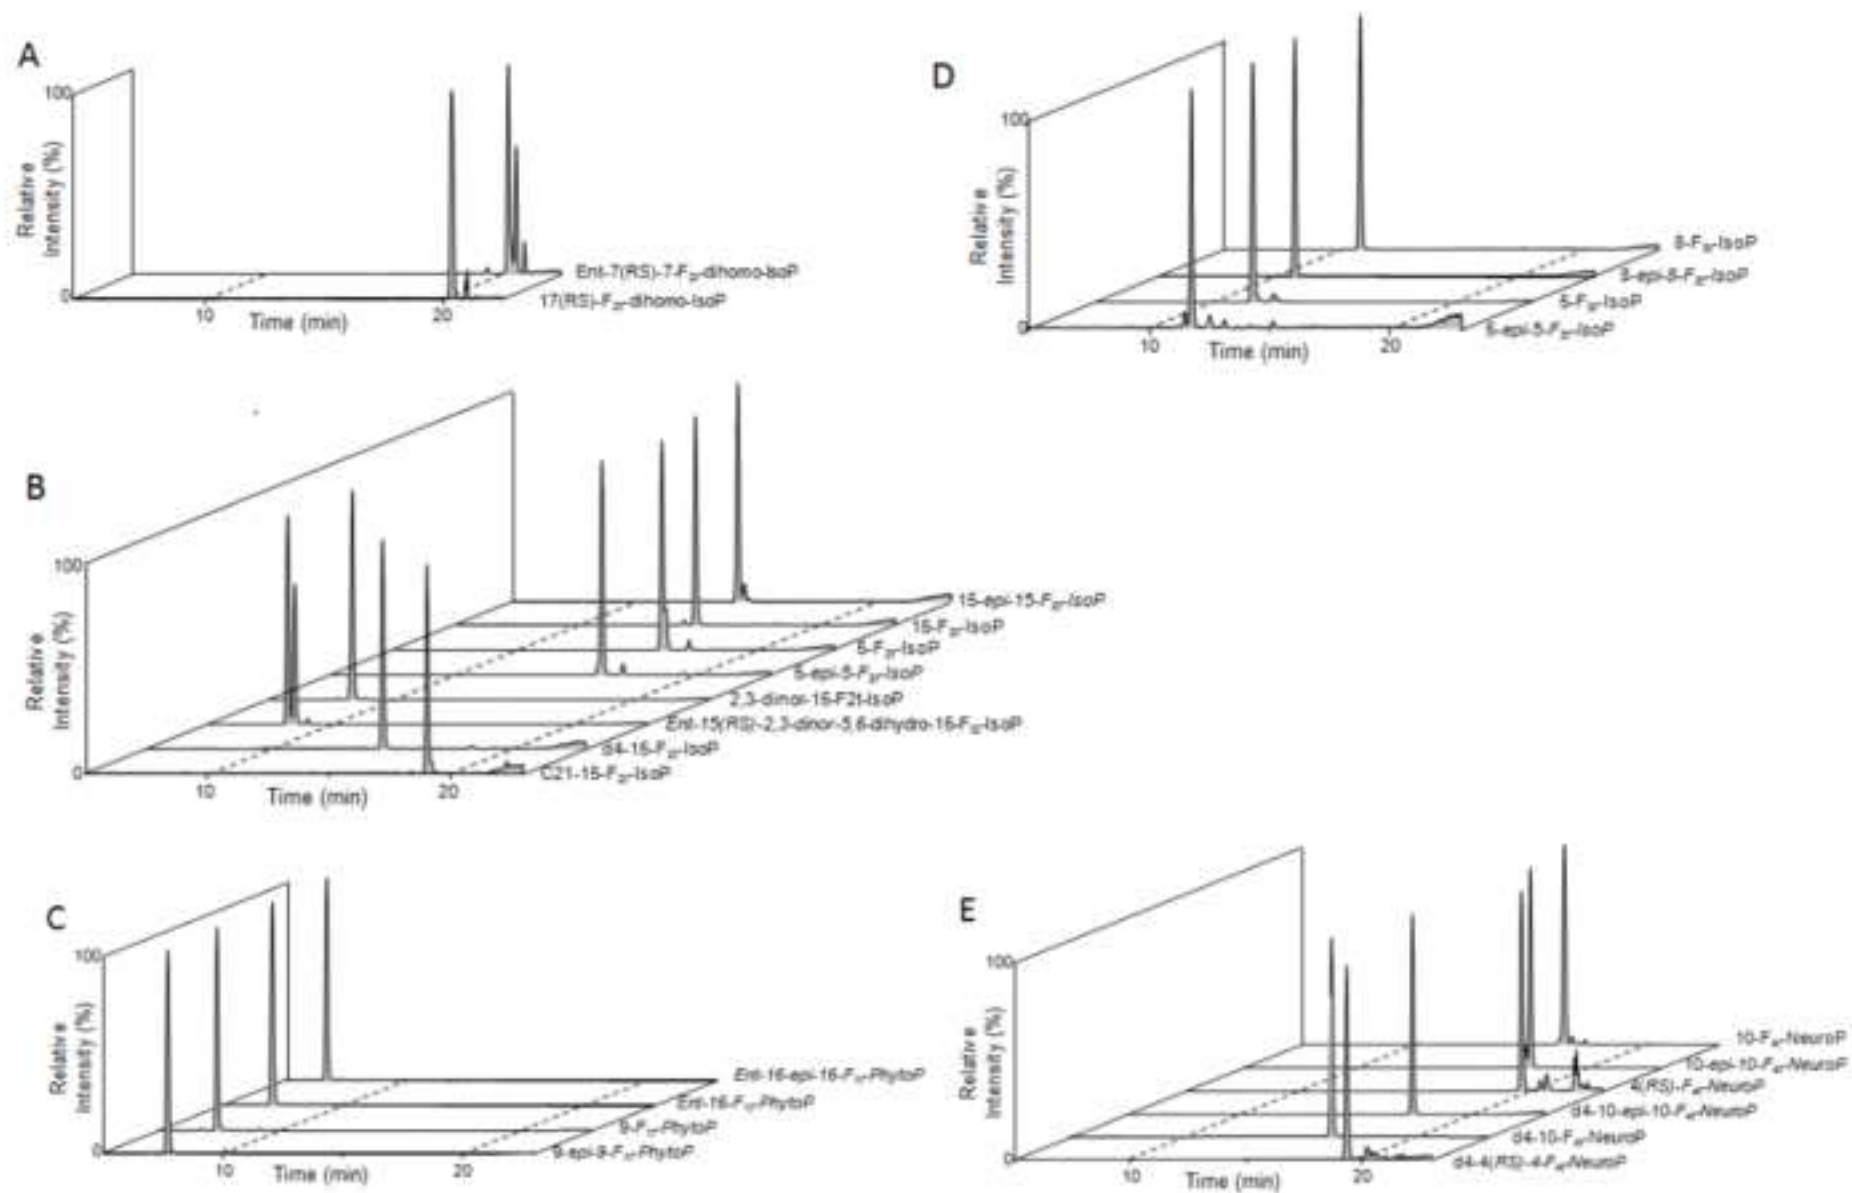 A
100
Relative
Intensity (%)
0
10
20
Time (min)
Ent-7(RS)-7-F2t-dihomo-IsoP
17(RS)-F2t-dihomo-IsoP
D
100
Relative
Intensity (%)
0
10
20
Time (min)
8-F2t-IsoP
8-epi-8-F2t-IsoP
5-F2t-IsoP
5-epi-5-F2t-IsoP
B
100
Relative
Intensity (%)
0
10
20
Time (min)
15-epi-15-F2t-IsoP
15-F2t-IsoP
5-F2t-IsoP
5-epi-5-F2t-IsoP
2,3-dinor-15-F2t-IsoP
Ent-15(RS)-2,3-dinor-5,6-dihydro-15-F2t-IsoP
d4-15-F2t-IsoP
C21-15-F2t-IsoP
C
100
Relative
Intensity (%)
0
10
20
Time (min)
Ent-16-epi-16-F1t-PhytoP
Ent-16-F1t-PhytoP
9-F1t-PhytoP
9-epi-9-F1t-PhytoP
E
100
Relative
Intensity (%)
0
10
20
Time (min)
10-F4t-NeuroP
10-epi-10-F4t-NeuroP
4(RS)-F4t-NeuroP
d4-10-epi-10-F4t-NeuroP
d4-10-F4t-NeuroP
d4-4(RS)-4-F4t-NeuroP